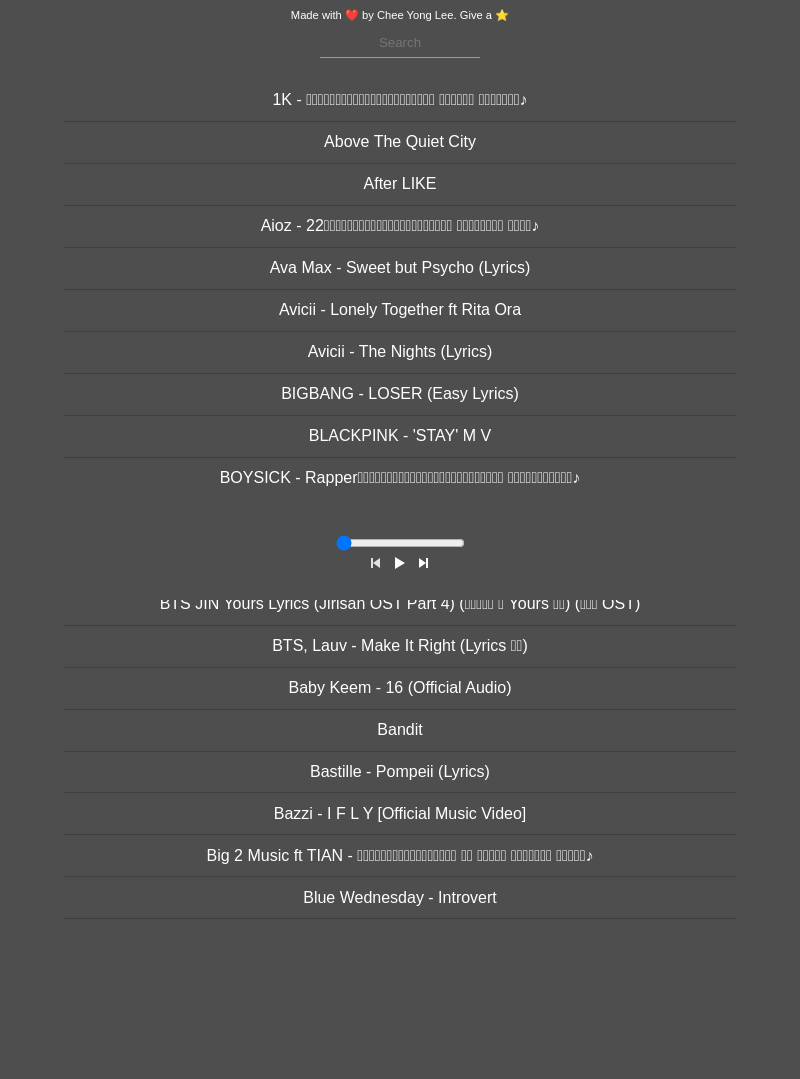 Made with ❤️ by Chee Yong Lee. Give a ⭐
Search
1K -
Above The Quiet City
After LIKE
Aioz - 22
Ava Max - Sweet but Psycho (Lyrics)
Avicii - Lonely Together ft Rita Ora
Avicii - The Nights (Lyrics)
BIGBANG - LOSER (Easy Lyrics)
BLACKPINK - 'STAY' M V
BOYSICK - Rapper
BTS JIN Yours Lyrics (Jirisan OST Part 4) ( Yours ) ( OST)
BTS, Lauv - Make It Right (Lyrics )
Baby Keem - 16 (Official Audio)
Bandit
Bastille - Pompeii (Lyrics)
Bazzi - I F L Y [Official Music Video]
Big 2 Music ft TIAN -
Blue Wednesday - Introvert